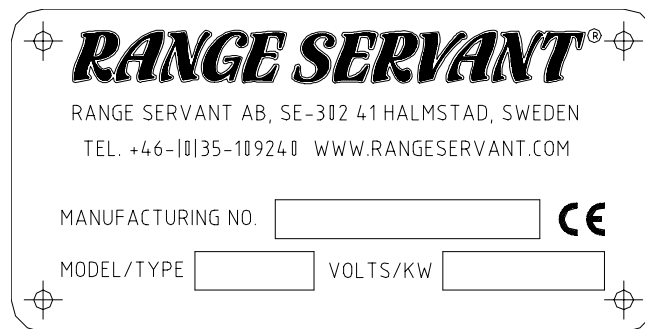 RANGE SERVANT®
RANGE SERVANT AB, SE-302 41 HALMSTAD, SWEDEN
TEL. +46-(0)35-109240 WWW.RANGESERVANT.COM
MANUFACTURING NO. CE
MODEL/TYPE VOLTS/KW